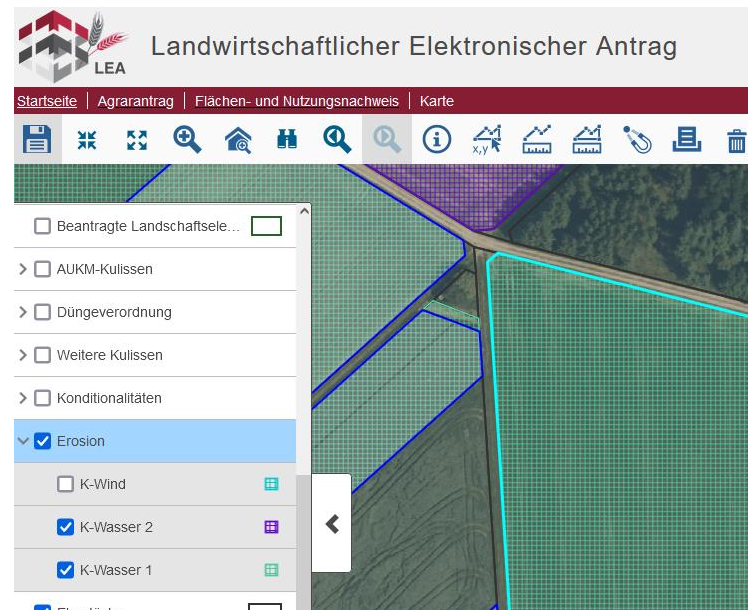 LEA
Landwirtschaftlicher Elektronischer Antrag
Startseite
Agrarantrag
Flächen- und Nutzungsnachweis
Karte
x,y
Beantragte Landschaftsele...
AUKM-Kulissen
Düngeverordnung
Weitere Kulissen
Konditionalitäten
Erosion
K-Wind
K-Wasser 2
K-Wasser 1